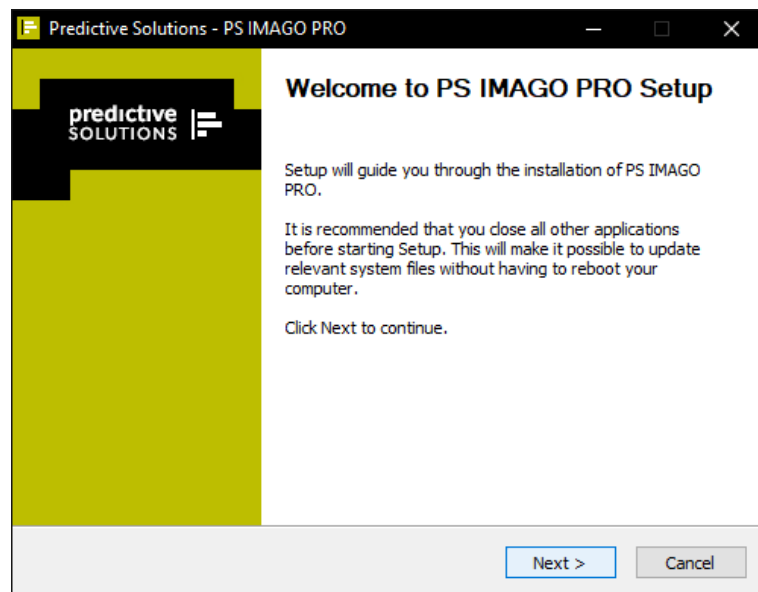 Predictive Solutions - PS IMAGO PRO
predictive
SOLUTIONS
Welcome to PS IMAGO PRO Setup
Setup will guide you through the installation of PS IMAGO
PRO.
It is recommended that you close all other applications
before starting Setup. This will make it possible to update
relevant system files without having to reboot your
computer.
Click Next to continue.
Next >
Cancel